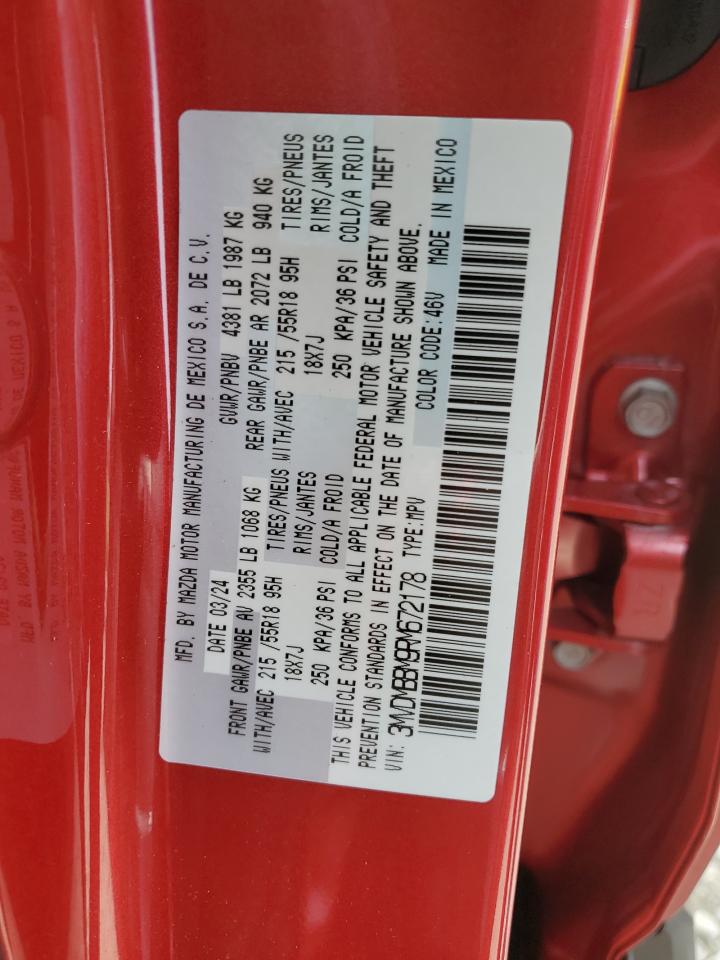 MFD. BY MAZDA MOTOR MANUFACTURING DE MEXICO S.A. DE C.V.
DATE 03/24 GVWR/PNBV 4381 LB 1987 KG
FRONT GAWR/PNBE AV 2355 LB 1068 KG REAR GAWR/PNBE AR 2072 LB 940 KG
WITH/AVEC 215 /55R18 95H TIRES/PNEUS WITH/AVEC 215 /55R18 95H TIRES/PNEUS
18X7J RIMS/JANTES 18X7J RIMS/JANTES
250 KPA/36 PSI COLD/A FROID 250 KPA/36 PSI COLD/A FROID
THIS VEHICLE CONFORMS TO ALL APPLICABLE FEDERAL MOTOR VEHICLE SAFETY AND THEFT
PREVENTION STANDARDS IN EFFECT ON THE DATE OF MANUFACTURE SHOWN ABOVE.
VIN: 3MVDMBBM9RM672178 TYPE:MPV COLOR CODE:46V MADE IN MEXICO